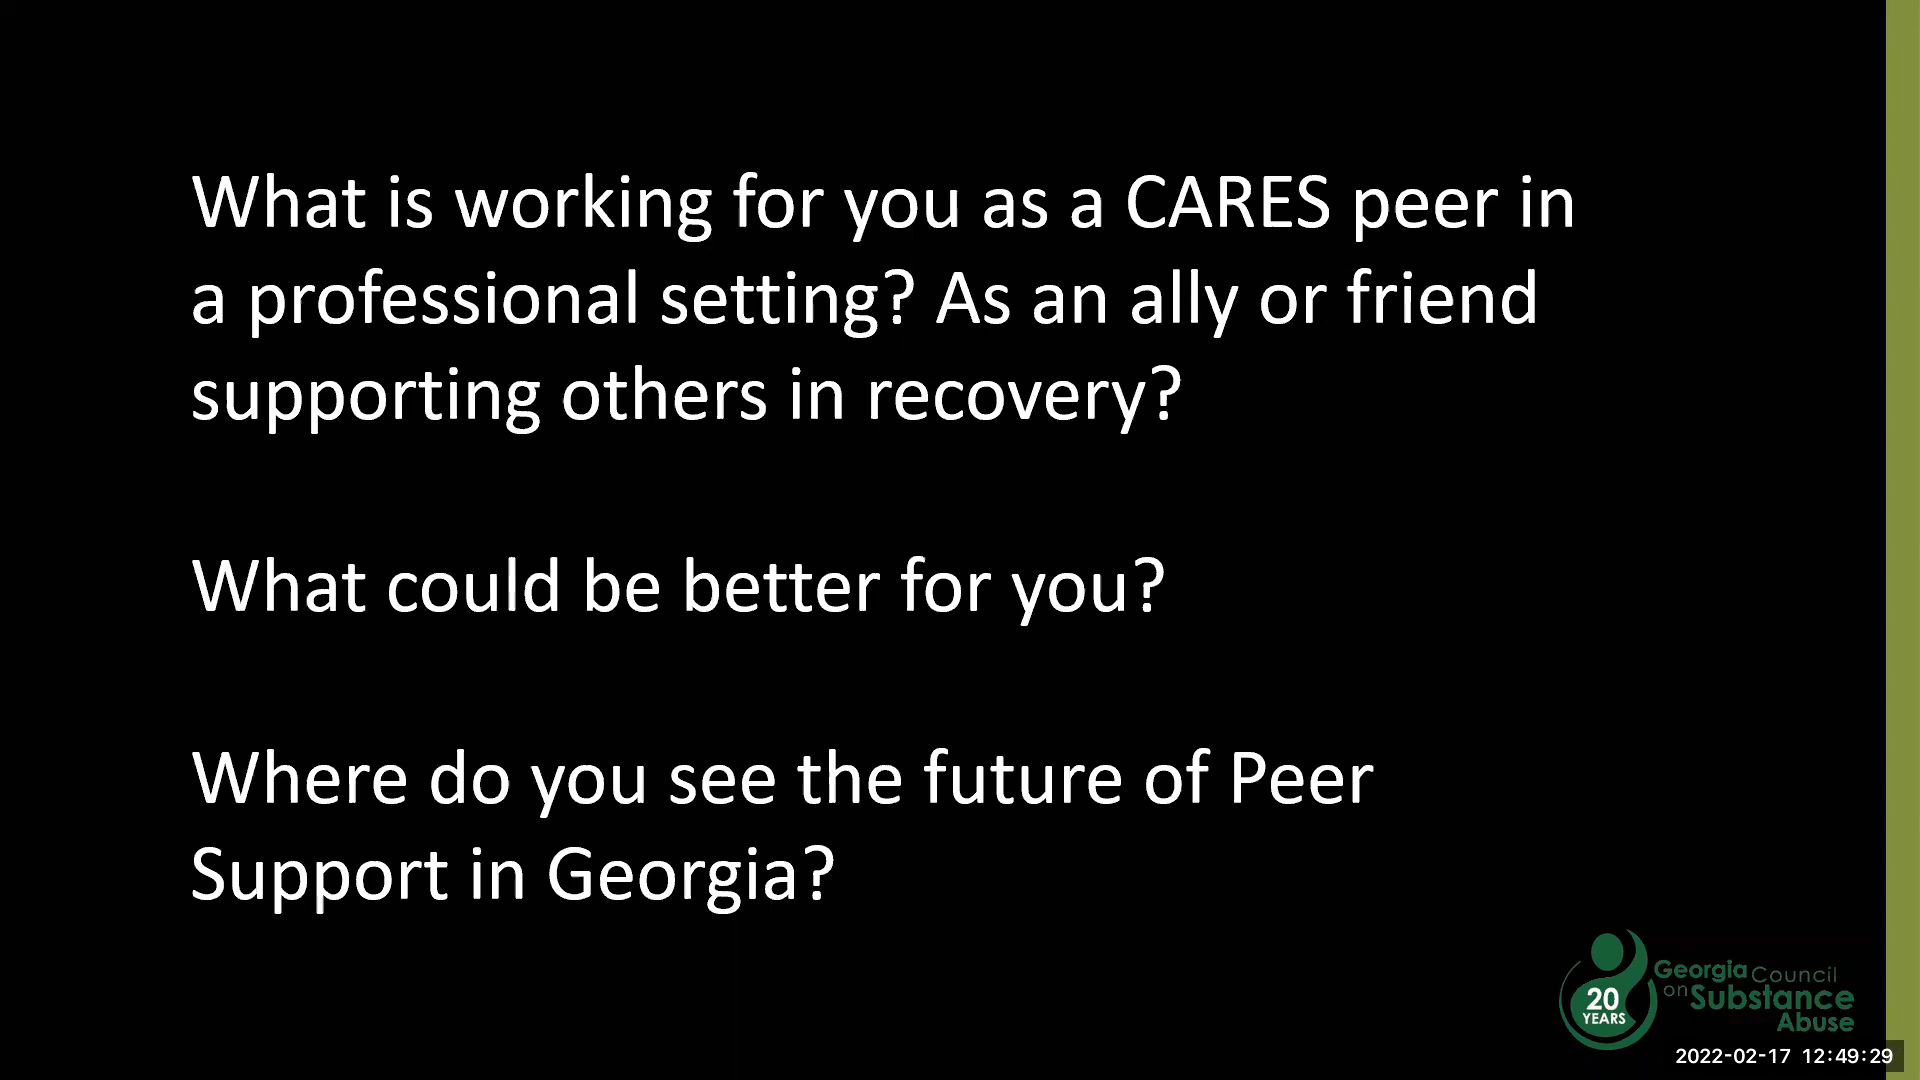 What is working for you as a CARES peer in
a professional setting? As an ally or friend
supporting others in recovery?
What could be better for you?
Where do you see the future of Peer
Support in Georgia?
20
YEARS
Georgia Council
on Substance
Abuse
2022-02-17 12:49:29